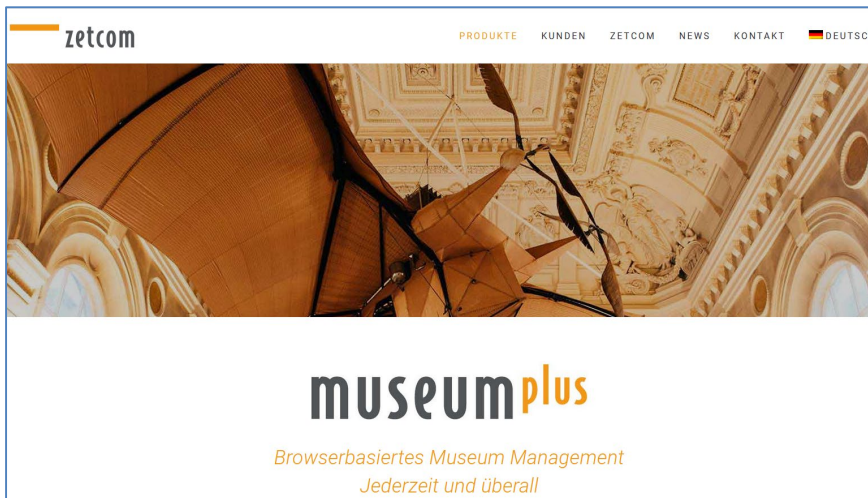 zetcom
PRODUKTE KUNDEN ZETCOM NEWS KONTAKT DEUTSC
museum plus
Browserbasiertes Museum Management
Jederzeit und überall